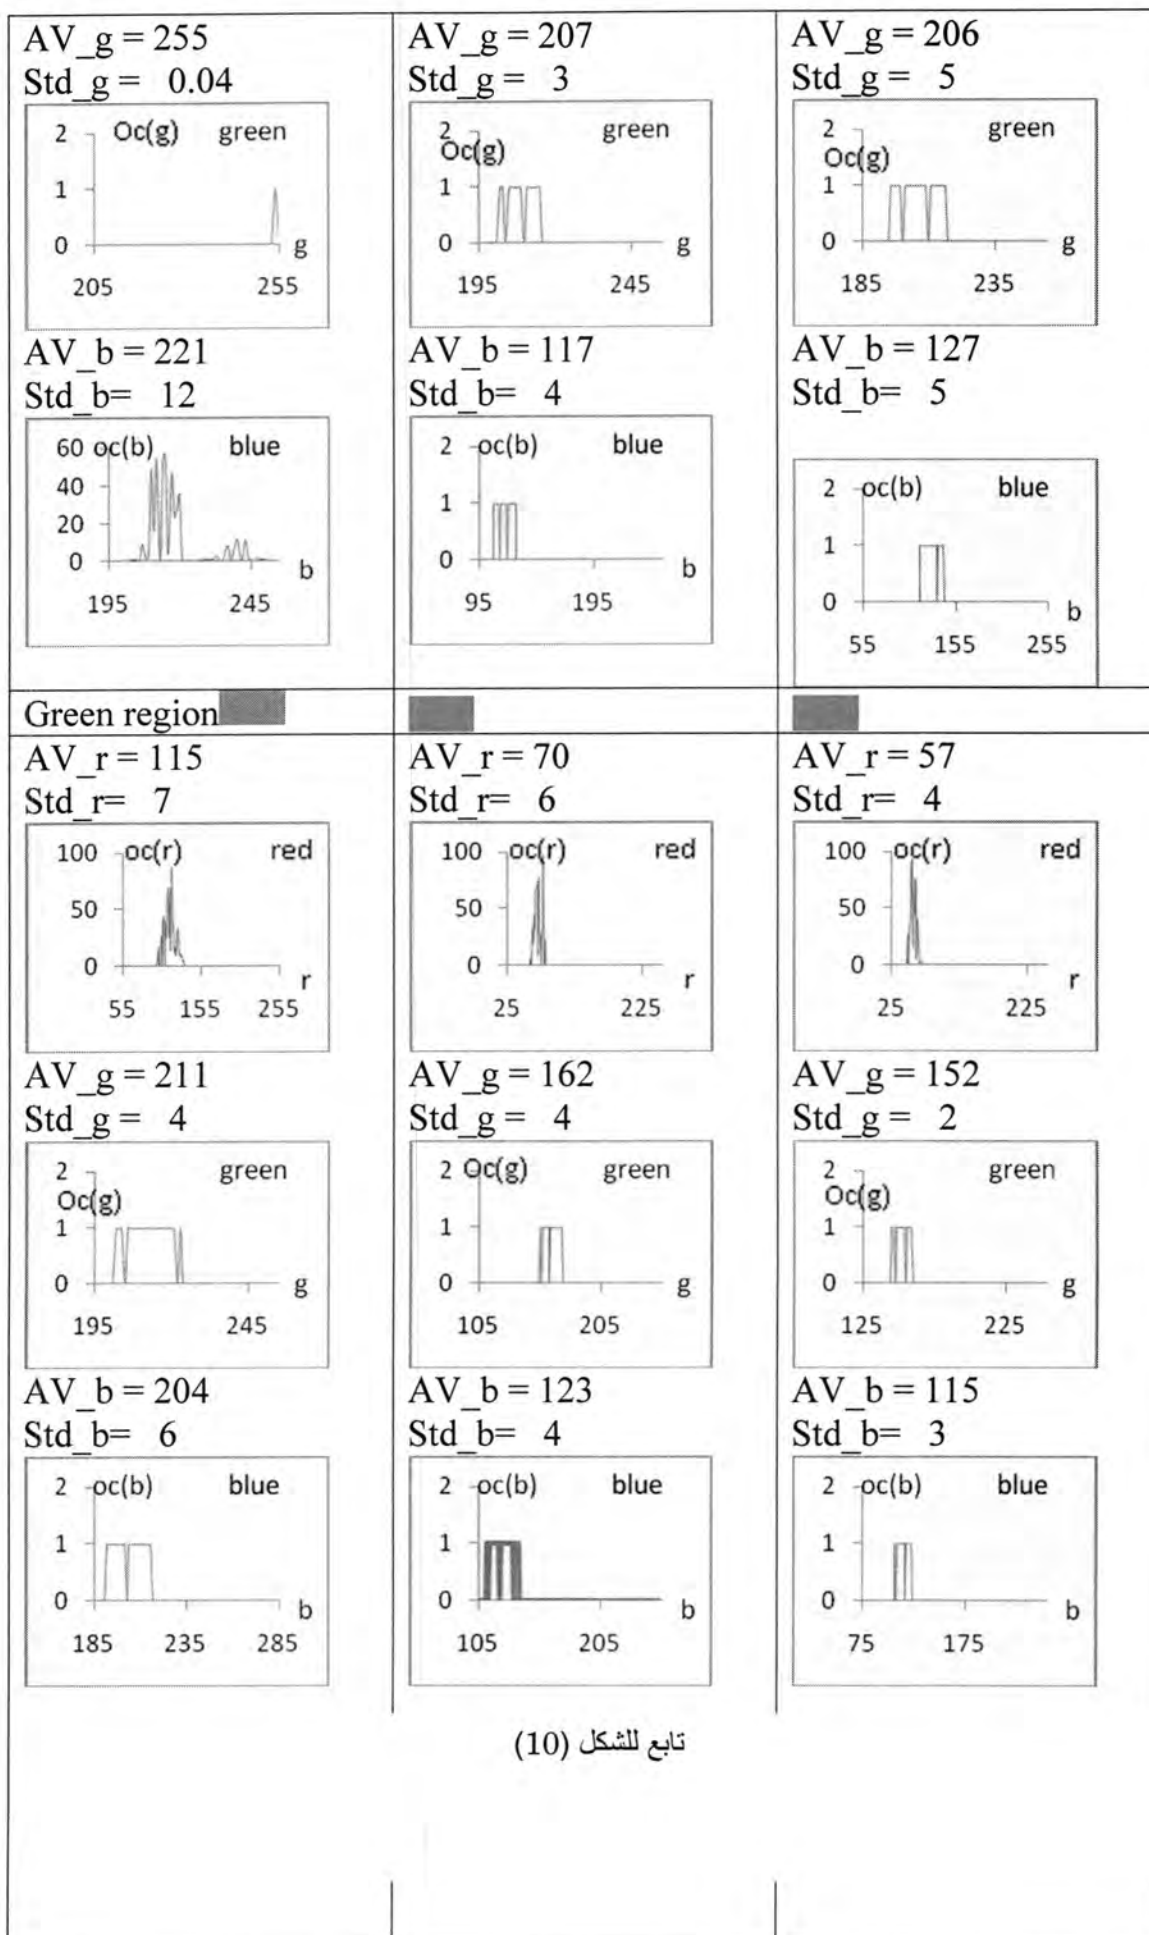 AV_g = 255
Std_g = 0.04
2 Oc(g) green
1
0 g
205 255
AV_b = 221
Std_b= 12
60 oc(b) blue
40
20
0 b
195 245
AV_g = 207
Std_g = 3
2 green
Oc(g)
1
0 g
195 245
AV_b = 117
Std_b= 4
2 oc(b) blue
1
0 b
95 195
AV_g = 206
Std_g = 5
2 green
Oc(g)
1
0 g
185 235
AV_b = 127
Std_b= 5
2 oc(b) blue
1
0 b
55 155 255
Green region
AV_r = 115
Std_r= 7
100 oc(r) red
50
0 r
55 155 255
AV_g = 211
Std_g = 4
2 green
Oc(g)
1
0 g
195 245
AV_b = 204
Std_b= 6
2 oc(b) blue
1
0 b
185 235 285
AV_r = 70
Std_r= 6
100 oc(r) red
50
0 r
25 225
AV_g = 162
Std_g = 4
2 Oc(g) green
1
0 g
105 205
AV_b = 123
Std_b= 4
2 oc(b) blue
1
0 b
105 205
AV_r = 57
Std_r= 4
100 oc(r) red
50
0 r
25 225
AV_g = 152
Std_g = 2
2 green
Oc(g)
1
0 g
125 225
AV_b = 115
Std_b= 3
2 oc(b) blue
1
0 b
75 175
تابع للشكل (10)